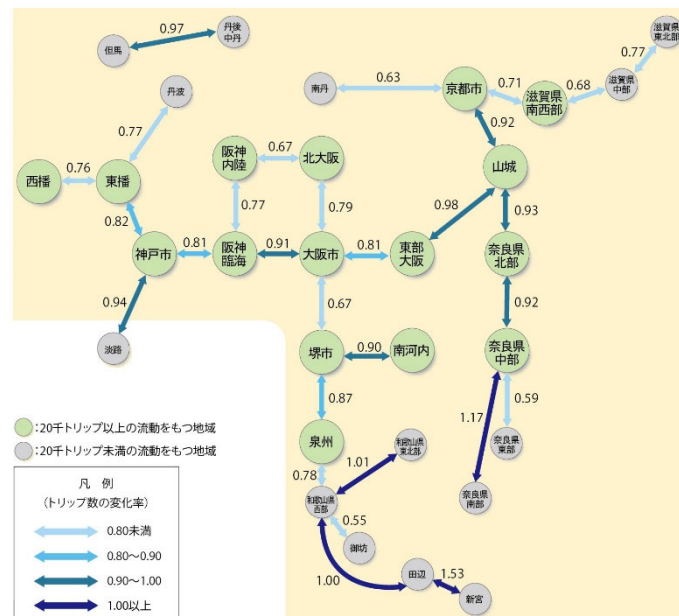 丹後
中丹
0.97
但馬
滋賀県
東北部
0.77
滋賀県
中部
0.68
滋賀県
南西部
0.71
京都市
0.63
南丹
丹波
0.77
0.92
山城
0.67
阪神
内陸
北大阪
西播
0.76
東播
0.82
0.77
0.79
0.98
0.93
神戸市
0.81
阪神
臨海
0.91
大阪市
0.81
東部
大阪
奈良県
北部
0.94
0.67
0.92
淡路
堺市
0.90
南河内
奈良県
中部
0.87
1.17
0.59
泉州
奈良県
東部
0.78
1.01
和歌山県
東北部
奈良県
南部
和歌山県
西部
0.55
御坊
1.00
田辺
1.53
新宮
:20千トリップ以上の流動をもつ地域
:20千トリップ未満の流動をもつ地域
凡 例
(トリップ数の変化率)
0.80未満
0.80~0.90
0.90~1.00
1.00以上